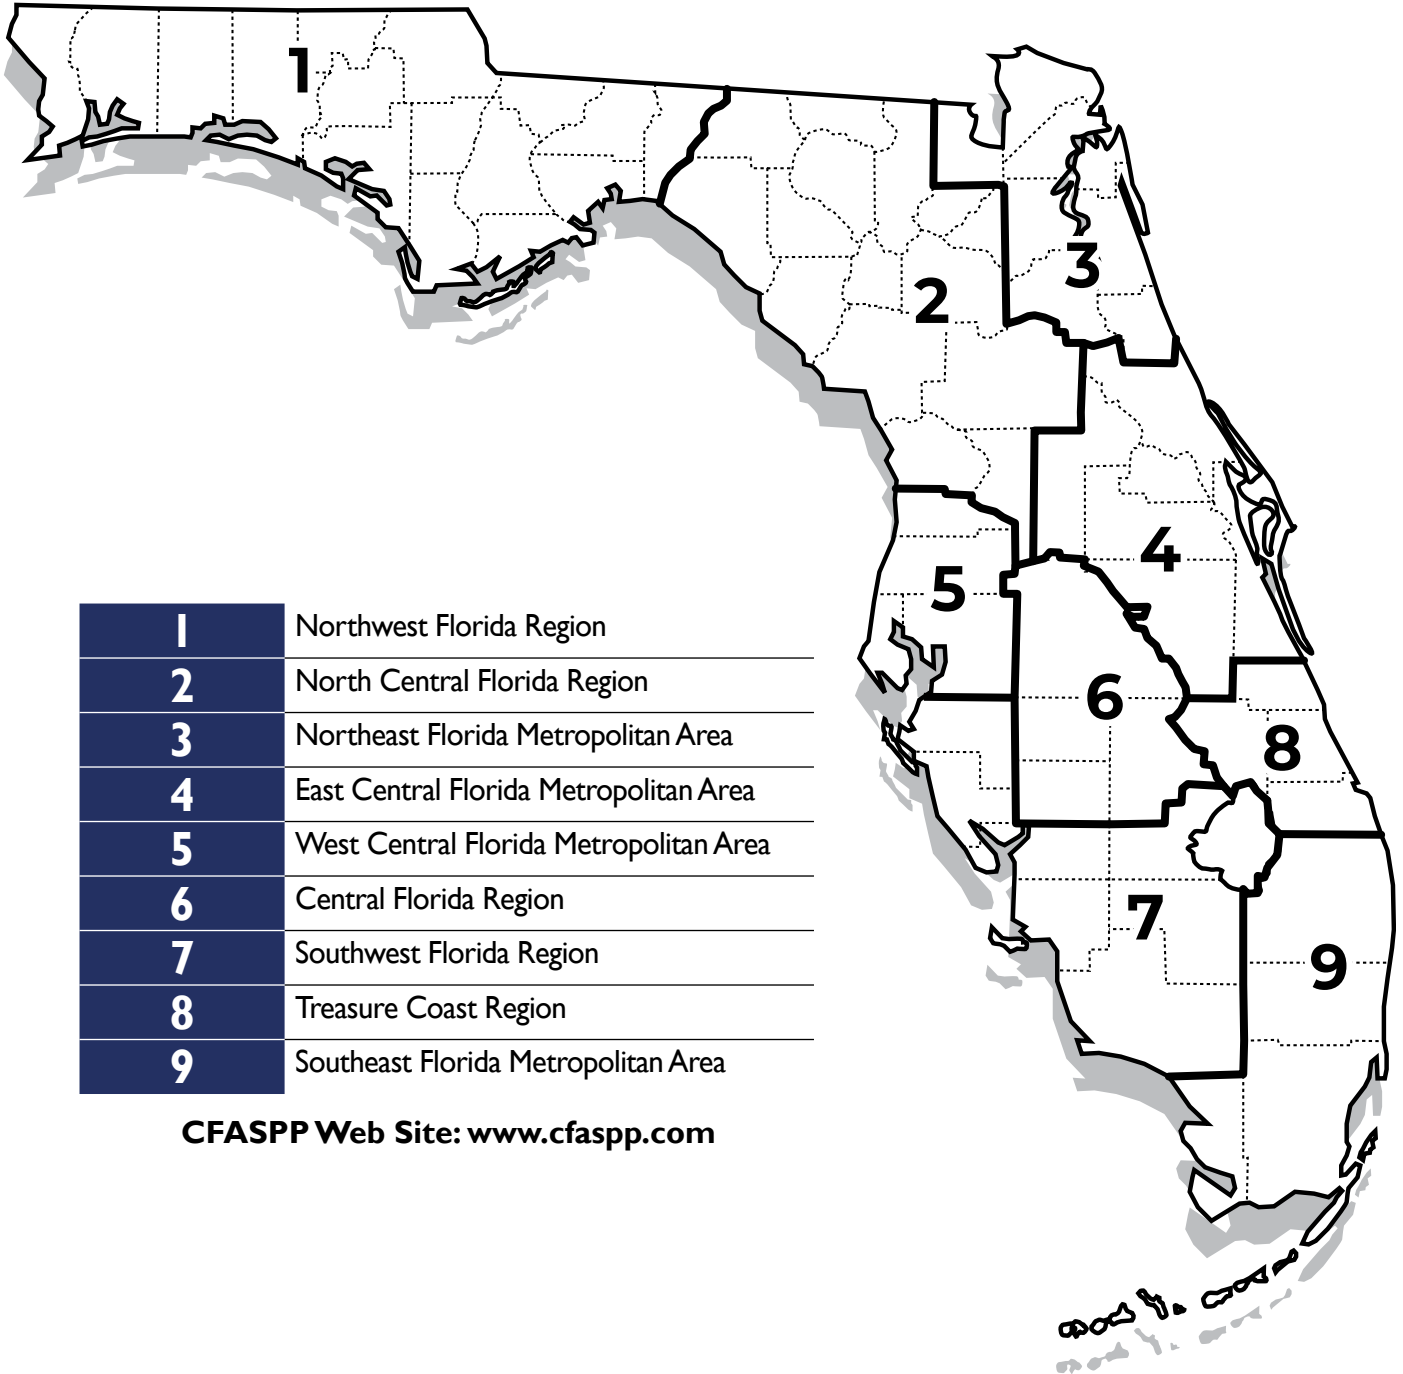 1
2
3
4
5
6
7
8
9
1 Northwest Florida Region
2 North Central Florida Region
3 Northeast Florida Metropolitan Area
4 East Central Florida Metropolitan Area
5 West Central Florida Metropolitan Area
6 Central Florida Region
7 Southwest Florida Region
8 Treasure Coast Region
9 Southeast Florida Metropolitan Area
CFASPP Web Site: www.cfaspp.com